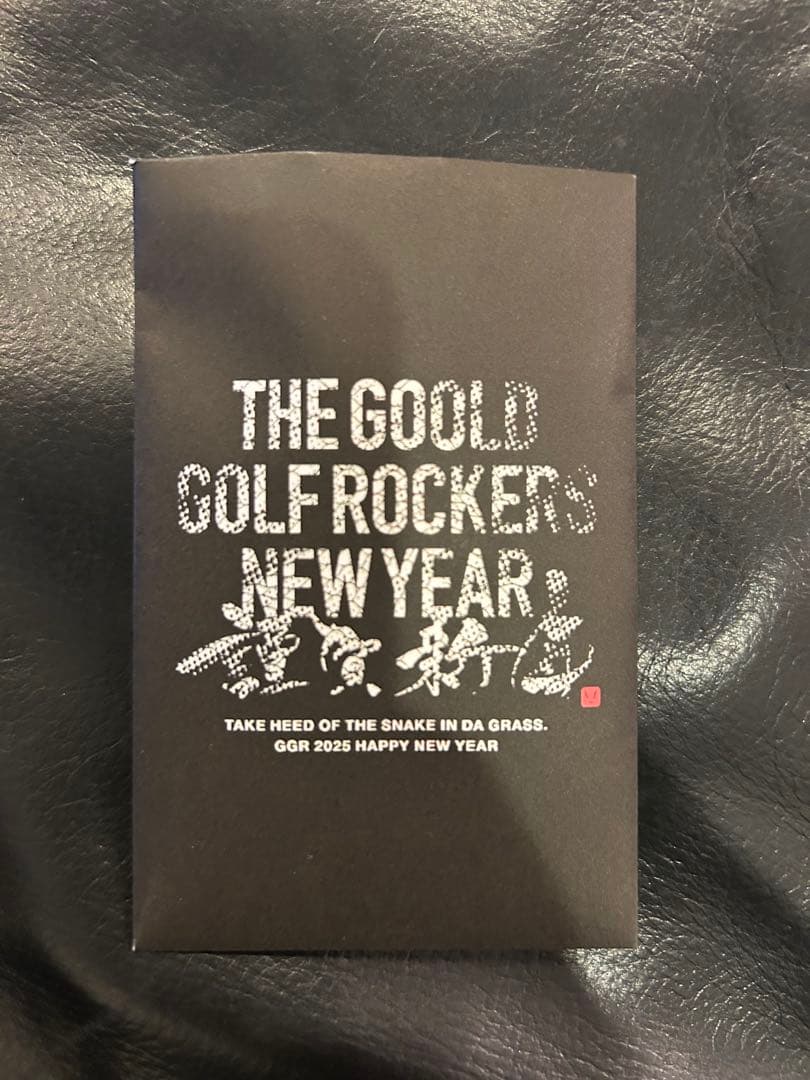 THE GOOLD
GOLF ROCKERS
NEW YEAR
謹賀新年
TAKE HEED OF THE SNAKE IN DA GRASS.
GGR 2025 HAPPY NEW YEAR